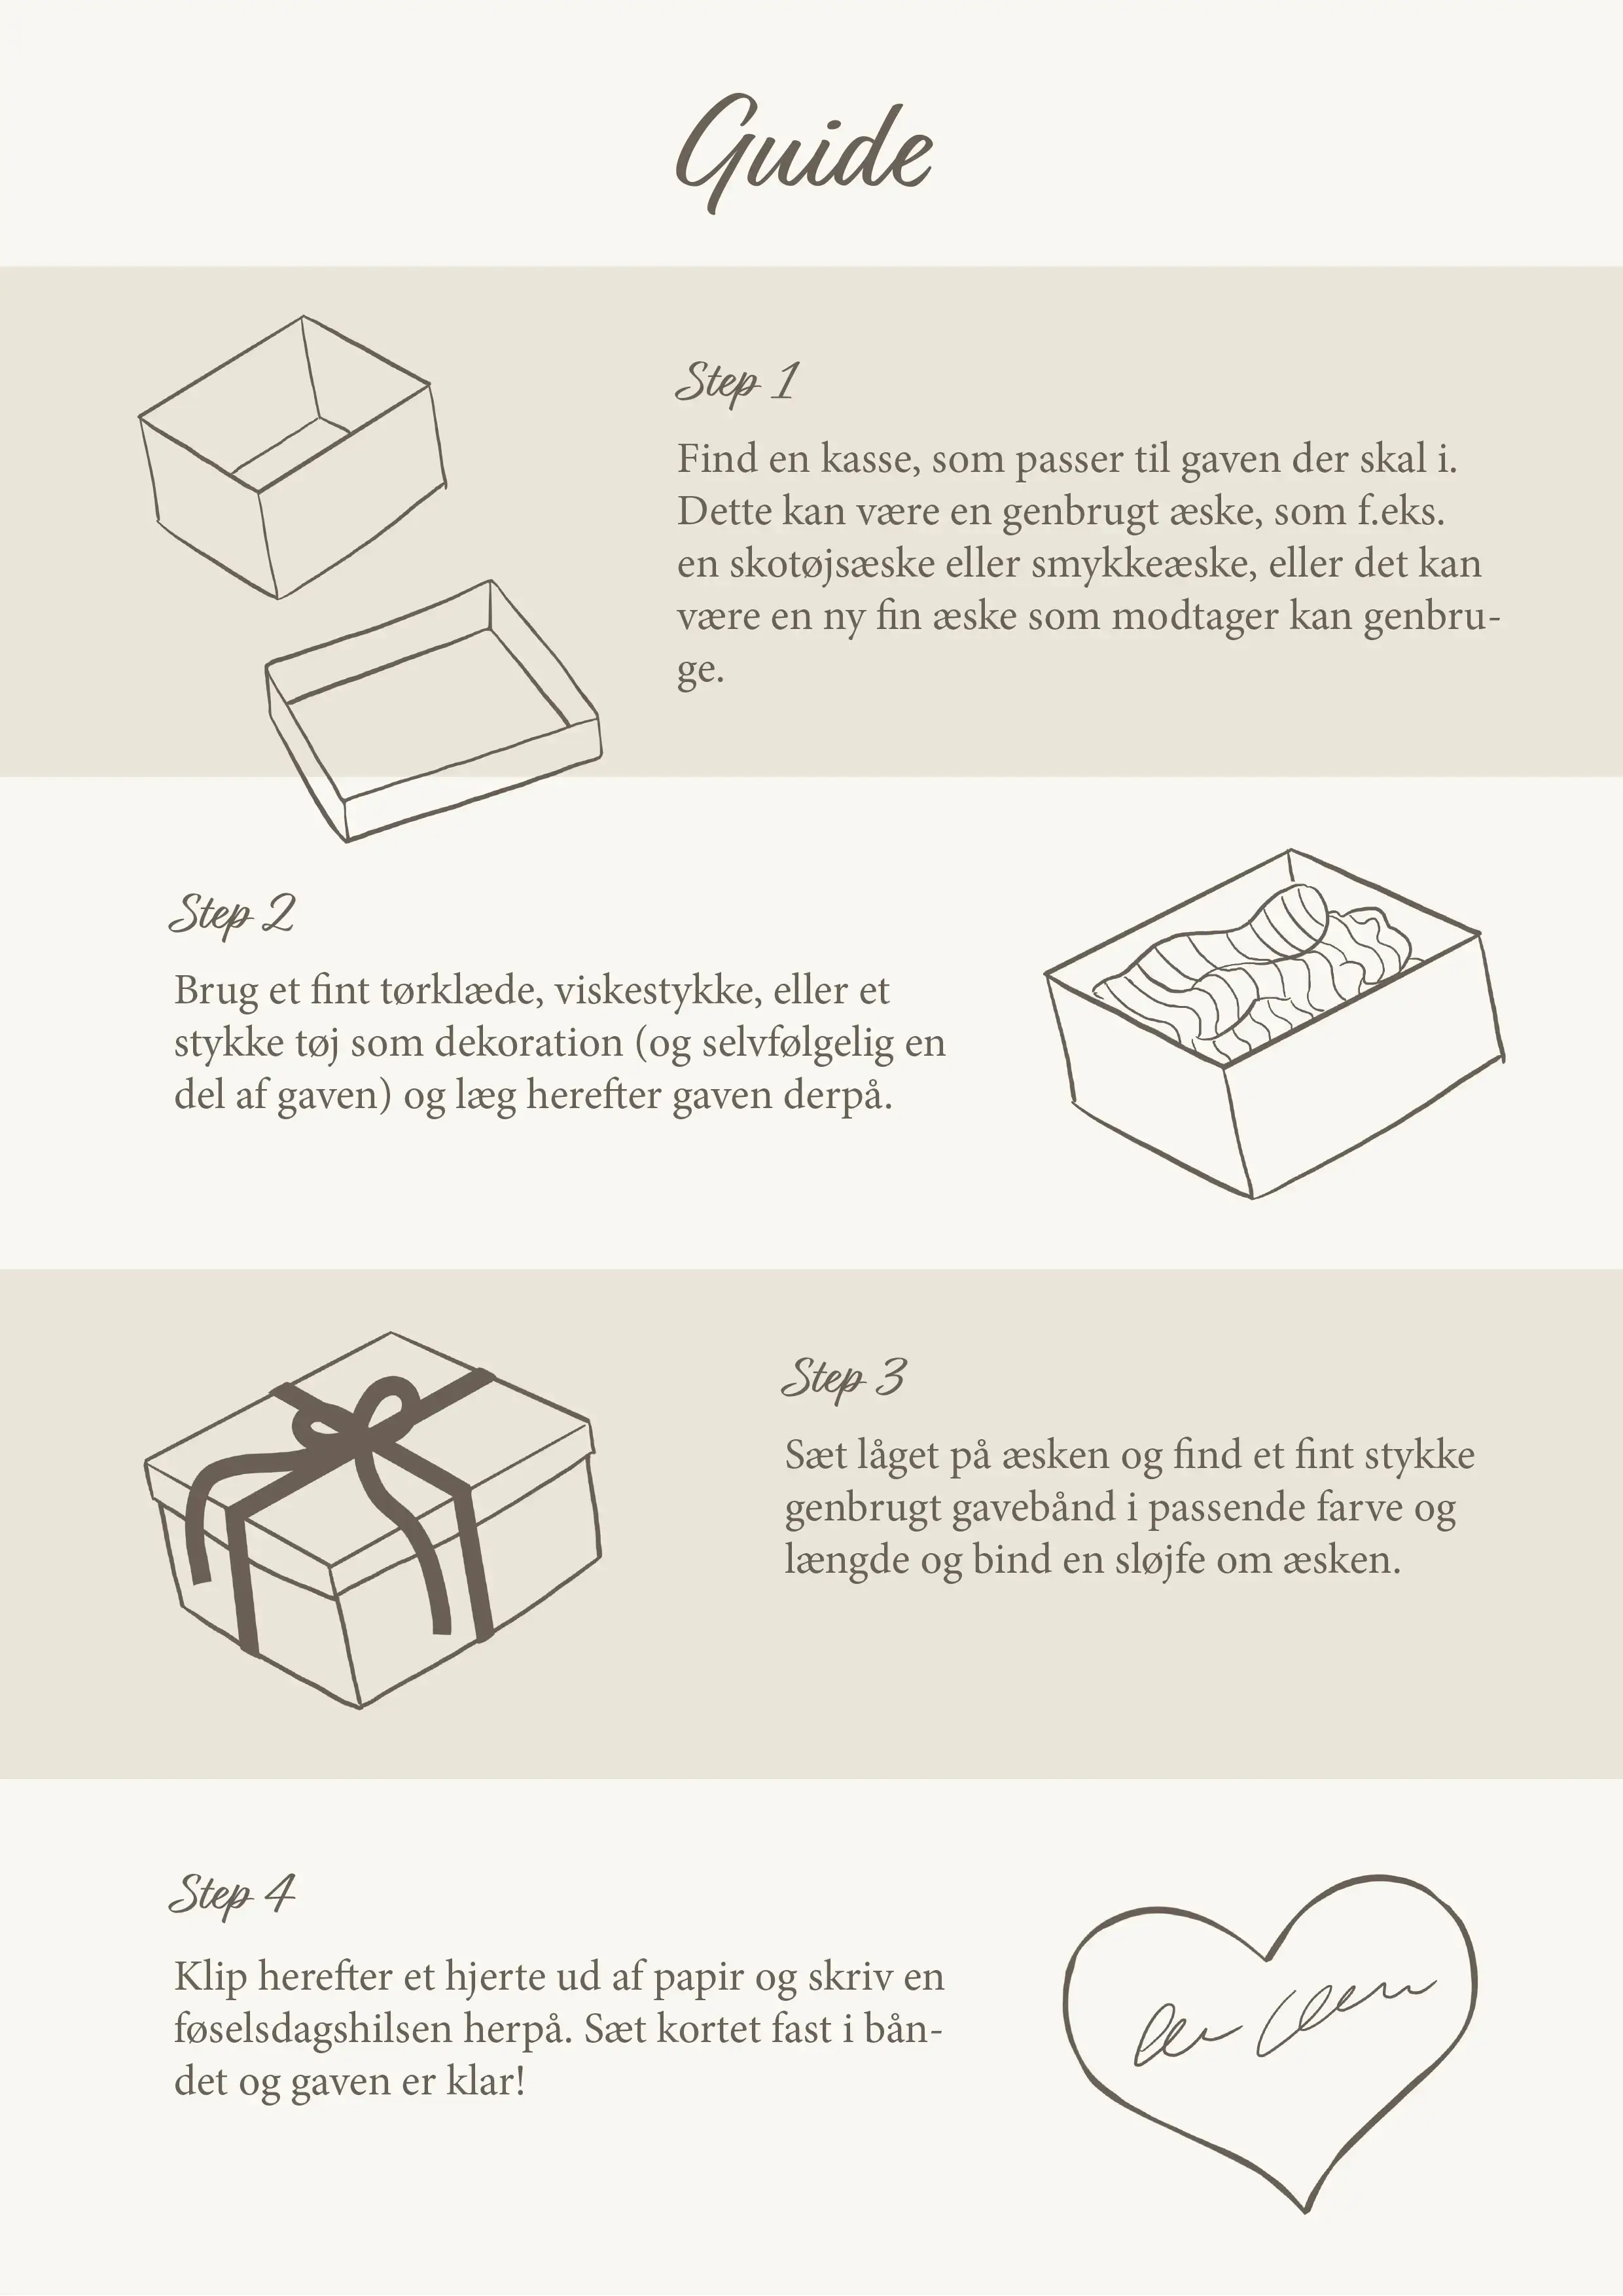 Guide
Step 1
Find en kasse, som passer til gaven der skal i.
Dette kan være en genbrugt æske, som f.eks.
en skotøjsæske eller smykkeæske, eller det kan
være en ny fin æske som modtager kan genbru-
ge.
Step 2
Brug et fint tørklæde, viskestykke, eller et
stykke tøj som dekoration (og selvfølgelig en
del af gaven) og læg herefter gaven derpå.
Step 3
Sæt låget på æsken og find et fint stykke
genbrugt gavebånd i passende farve og
længde og bind en sløjfe om æsken.
Step 4
Klip herefter et hjerte ud af papir og skriv en
føselsdagshilsen herpå. Sæt kortet fast i bån-
det og gaven er klar!